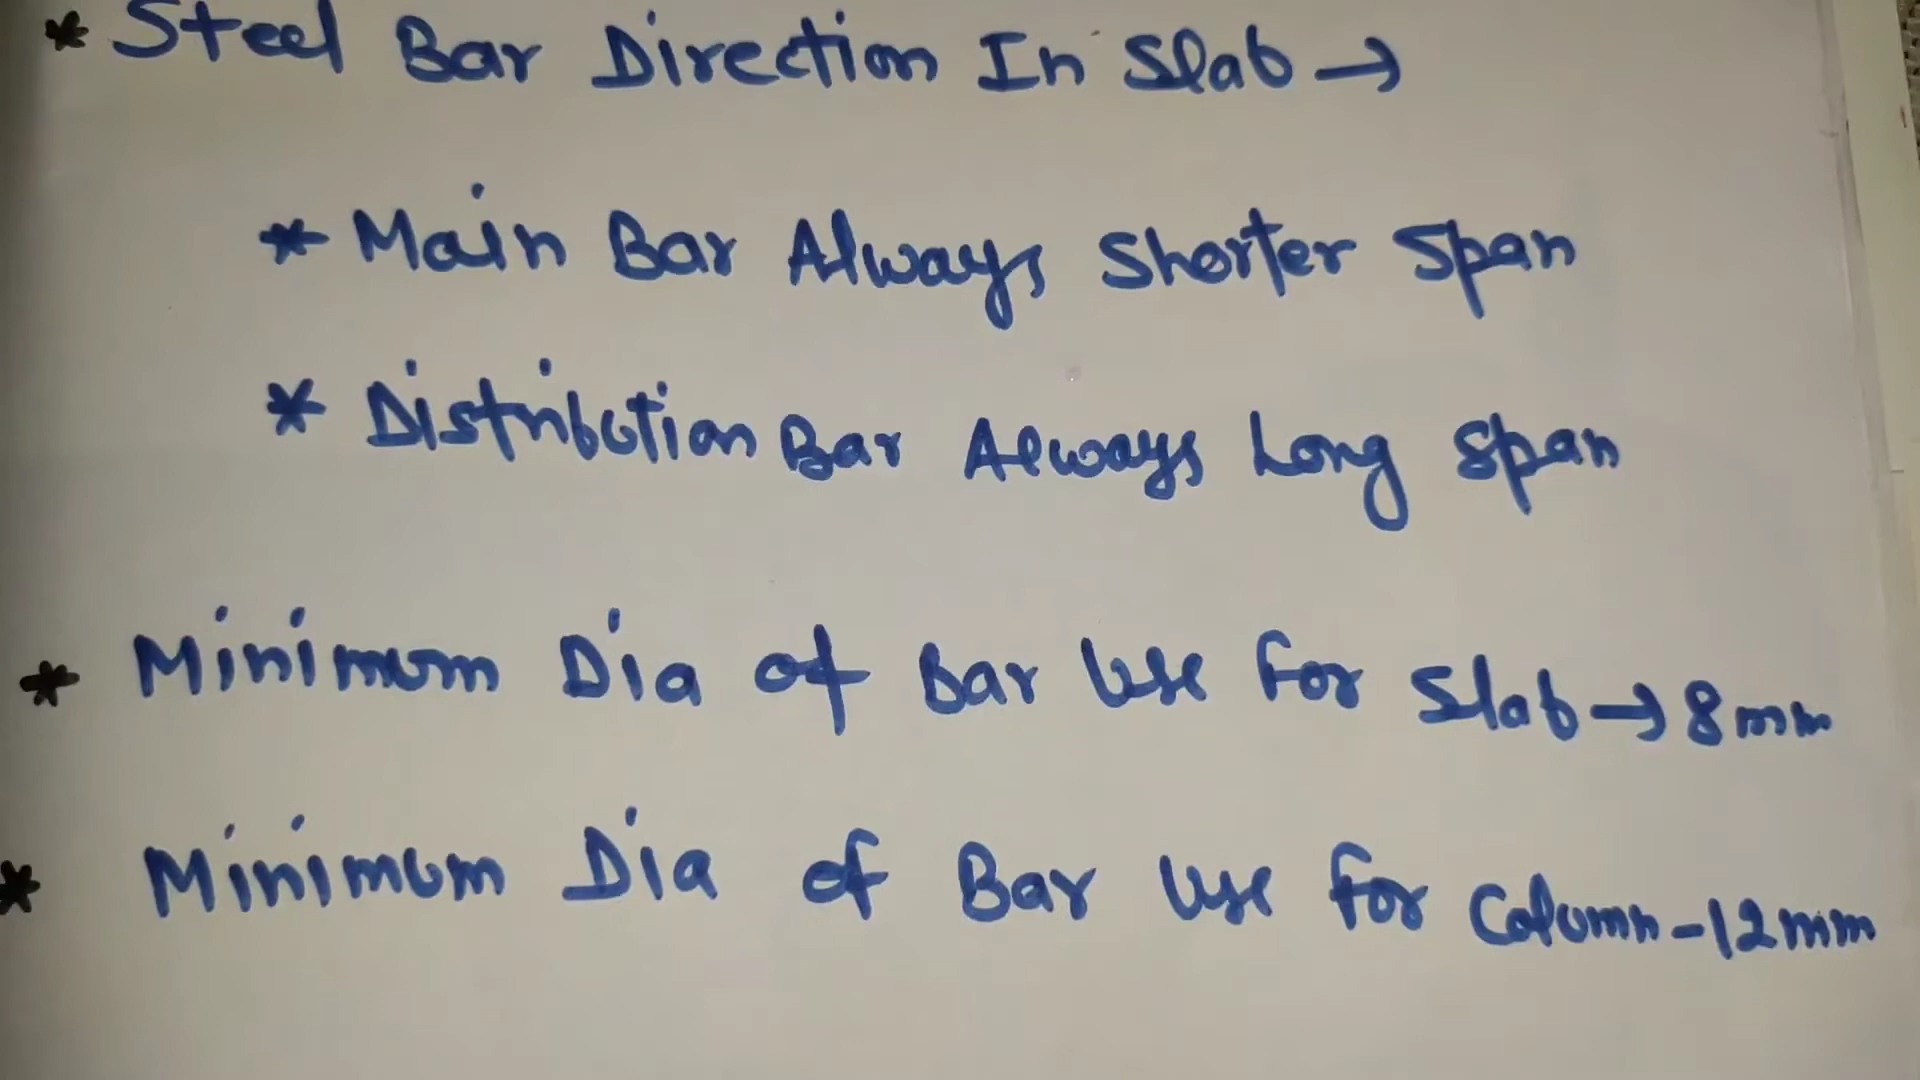 * Steel Bar Direction In Slab →
* Main Bar Always Shorter Span
* Distribution Bar Always Long Span
* Minimum Dia of Bar Use For Slab → 8mm
* Minimum Dia of Bar Use for Column - 12mm